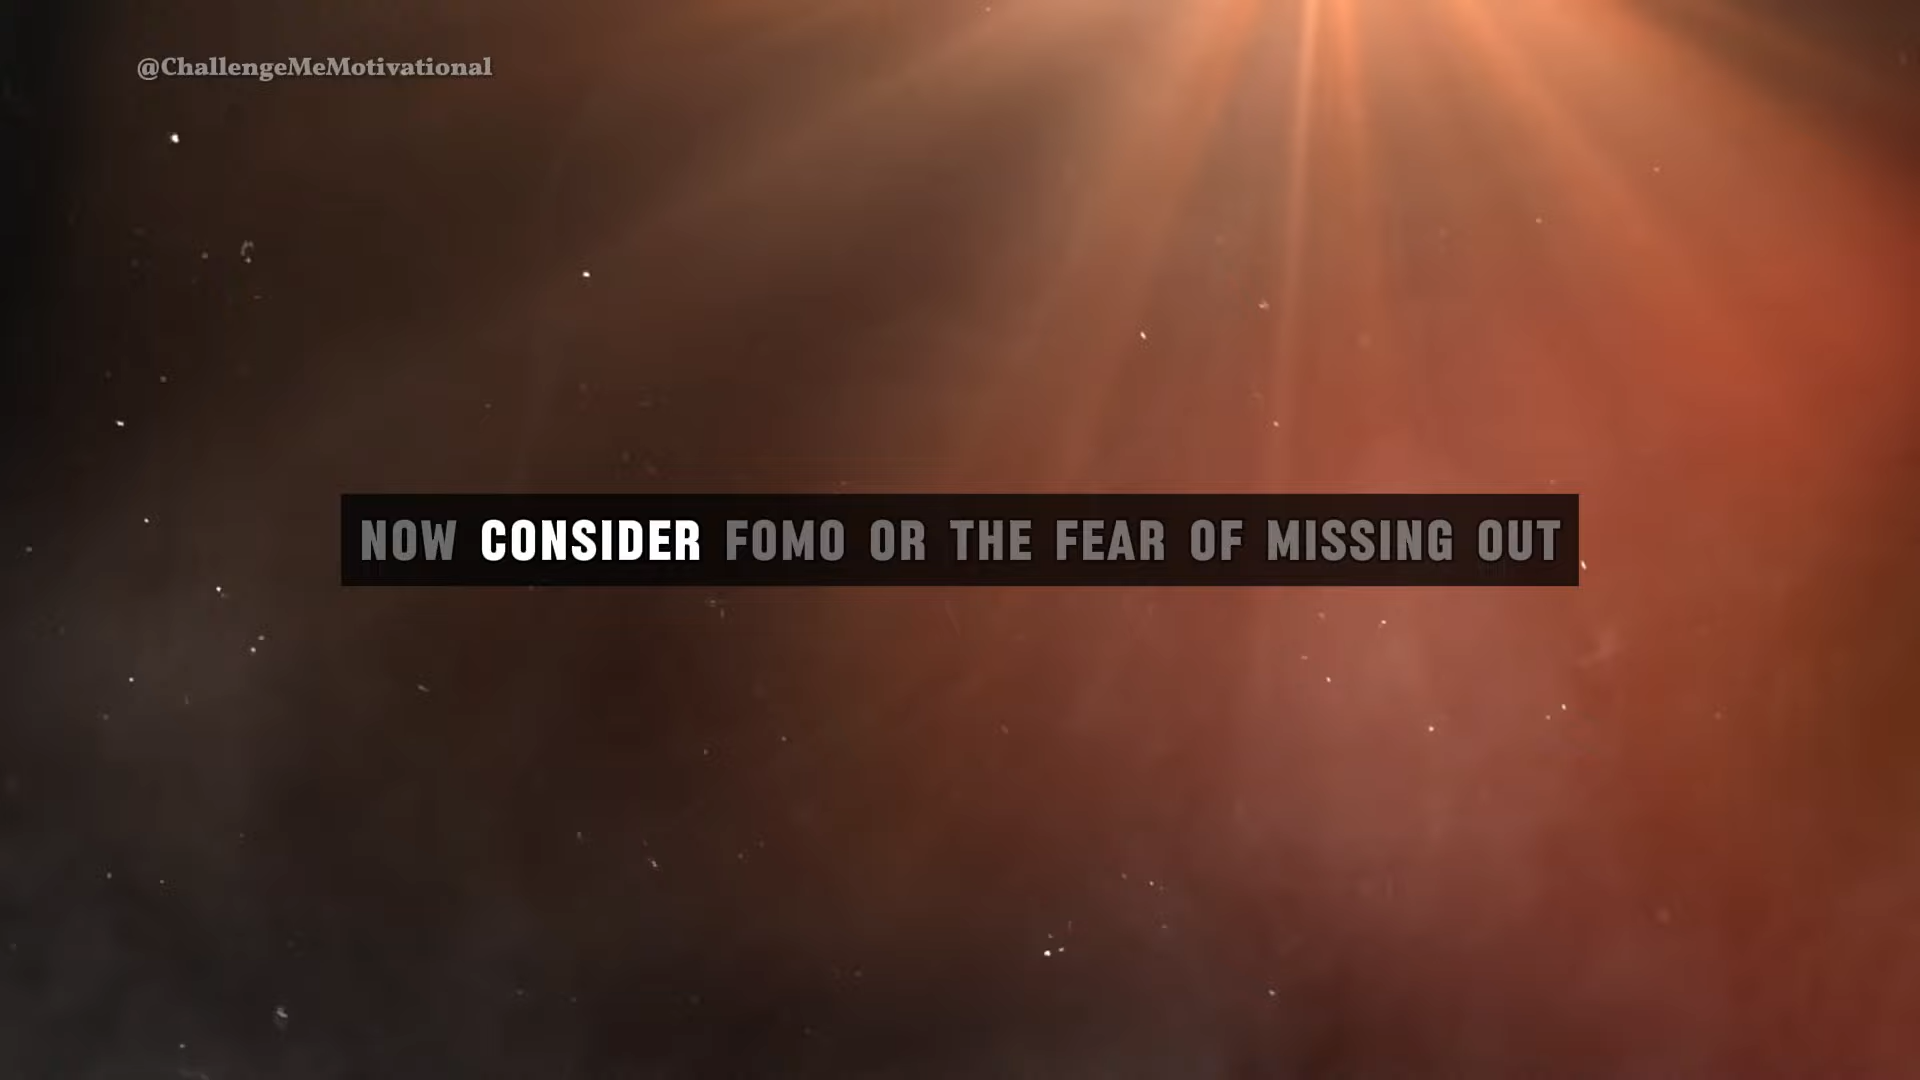 @ChallengeMeMotivational
NOW CONSIDER FOMO OR THE FEAR OF MISSING OUT